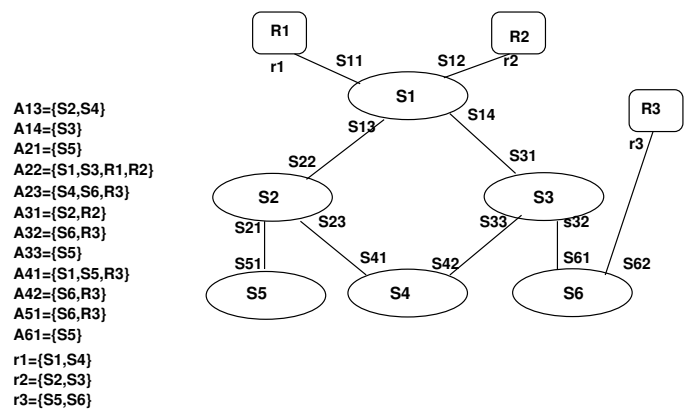 R1
R2
r1
S11
S12
r2
S1
S13
S14
R3
r3
S22
S31
S2
S3
S21
S23
S33
s32
S51
S41
S42
S61
S62
S5
S4
S6
A13={S2,S4}
A14={S3}
A21={S5}
A22={S1,S3,R1,R2}
A23={S4,S6,R3}
A31={S2,R2}
A32={S6,R3}
A33={S5}
A41={S1,S5,R3}
A42={S6,R3}
A51={S6,R3}
A61={S5}
r1={S1,S4}
r2={S2,S3}
r3={S5,S6}